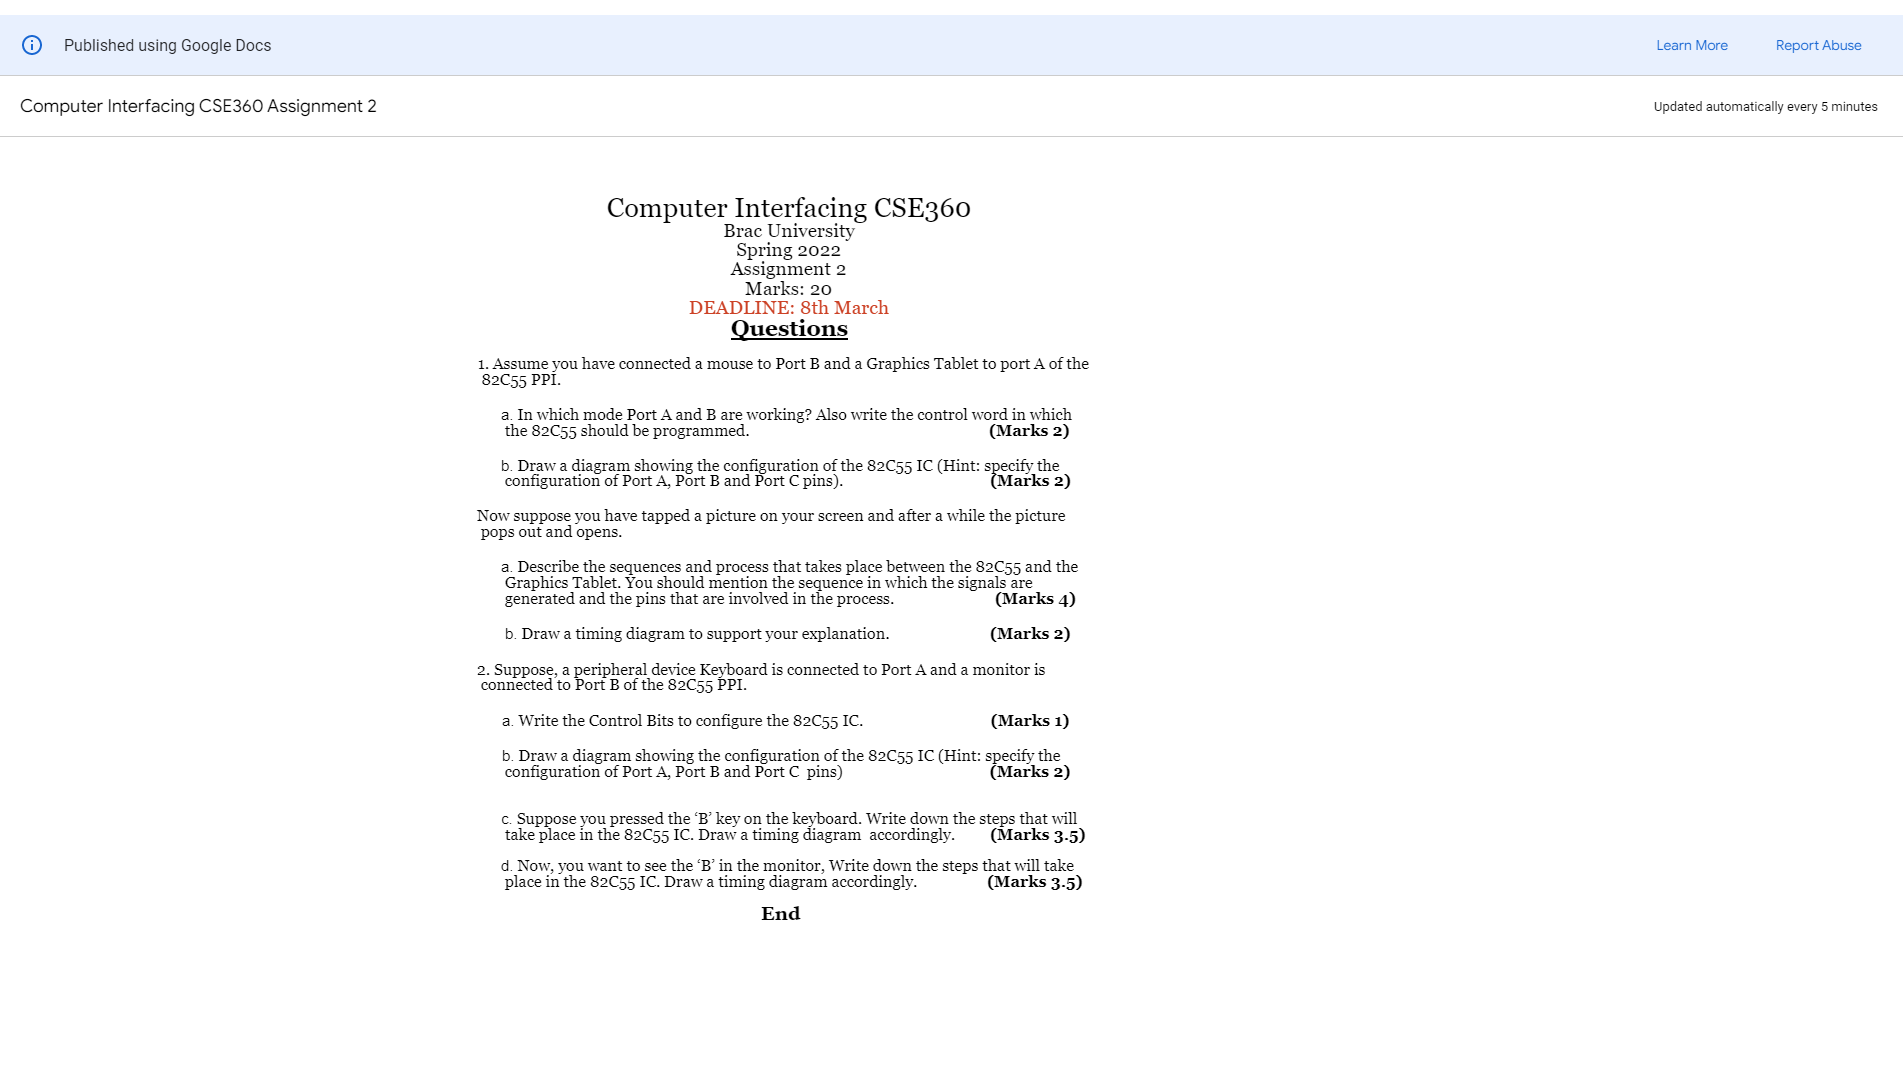 Published using Google Docs
Learn More
Report Abuse
Computer Interfacing CSE360 Assignment 2
Updated automatically every 5 minutes
Computer Interfacing CSE360
Brac University
Spring 2022
Assignment 2
Marks: 20
DEADLINE: 8th March
Questions
1. Assume you have connected a mouse to Port B and a Graphics Tablet to port A of the
82C55 PPI.
a. In which mode Port A and B are working? Also write the control word in which
the 82C55 should be programmed. (Marks 2)
b. Draw a diagram showing the configuration of the 82C55 IC (Hint: specify the
configuration of Port A, Port B and Port C pins). (Marks 2)
Now suppose you have tapped a picture on your screen and after a while the picture
pops out and opens.
a. Describe the sequences and process that takes place between the 82C55 and the
Graphics Tablet. You should mention the sequence in which the signals are
generated and the pins that are involved in the process. (Marks 4)
b. Draw a timing diagram to support your explanation. (Marks 2)
2. Suppose, a peripheral device Keyboard is connected to Port A and a monitor is
connected to Port B of the 82C55 PPI.
a. Write the Control Bits to configure the 82C55 IC. (Marks 1)
b. Draw a diagram showing the configuration of the 82C55 IC (Hint: specify the
configuration of Port A, Port B and Port C pins) (Marks 2)
c. Suppose you pressed the ‘B’ key on the keyboard. Write down the steps that will
take place in the 82C55 IC. Draw a timing diagram accordingly. (Marks 3.5)
d. Now, you want to see the ‘B’ in the monitor, Write down the steps that will take
place in the 82C55 IC. Draw a timing diagram accordingly. (Marks 3.5)
End